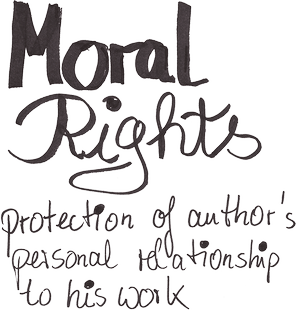 Moral
Rights
protection of author's
personal relationship
to his work